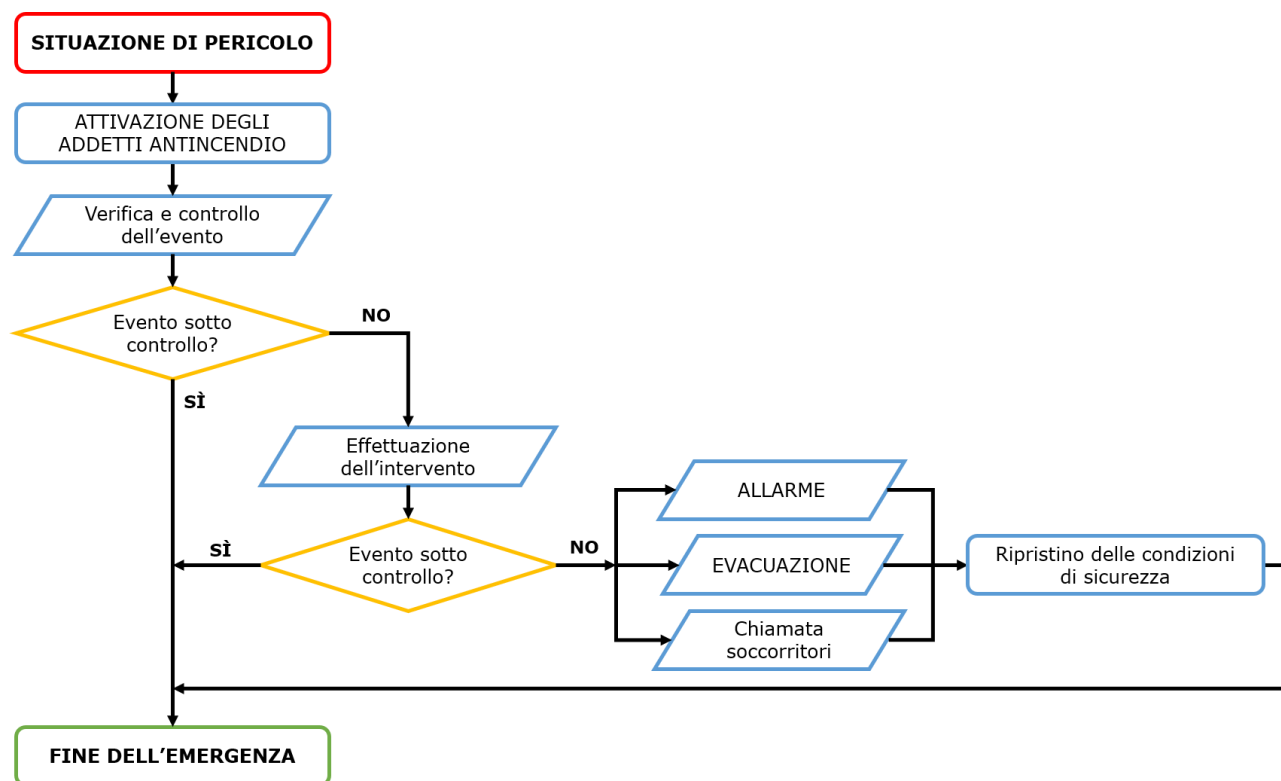 SITUAZIONE DI PERICOLO
ATTIVAZIONE DEGLI
ADDETTI ANTINCENDIO
Verifica e controllo
dell'evento
Evento sotto
controllo?
NO
SÌ
Effettuazione
dell'intervento
Evento sotto
controllo?
SÌ
NO
ALLARME
EVACUAZIONE
Chiamata
soccorritori
Ripristino delle condizioni
di sicurezza
FINE DELL'EMERGENZA